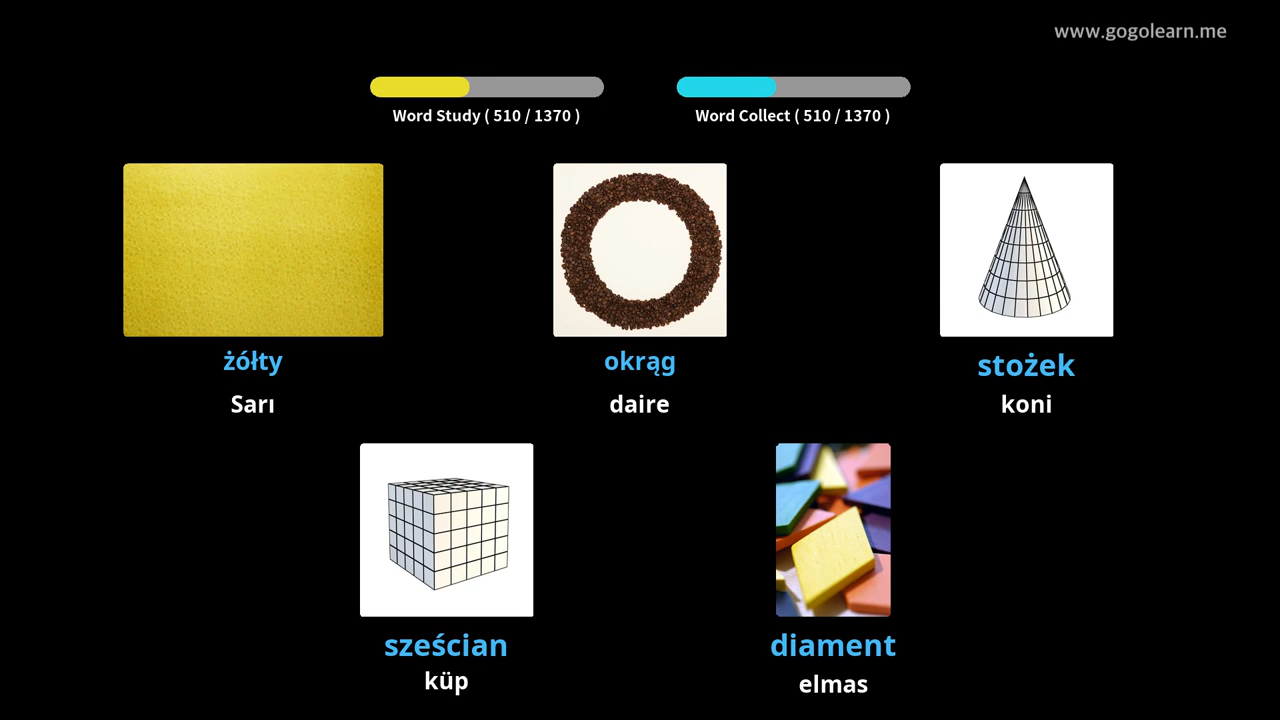 www.gogolearn.me
Word Study ( 510 / 1370 )
Word Collect ( 510 / 1370 )
żółty
okrąg
stożek
Sarı
daire
koni
sześcian
diament
küp
elmas